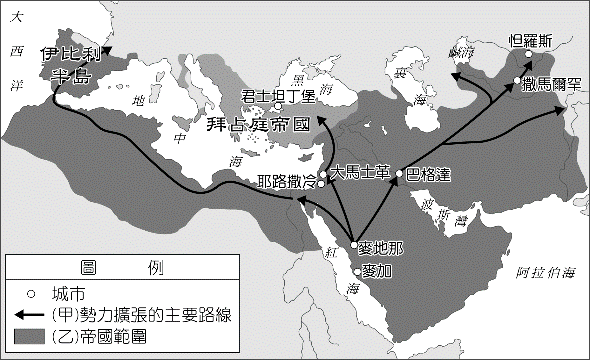 大西洋
伊比利
半島
地中海
黑海
裏海
鹹海
怛羅斯
撒馬爾罕
君士坦丁堡
拜占庭帝國
大馬士革
耶路撒冷
巴格達
波斯灣
麥地那
麥加
紅海
阿拉伯海
圖例
城市
(甲)勢力擴張的主要路線
(乙)帝國範圍